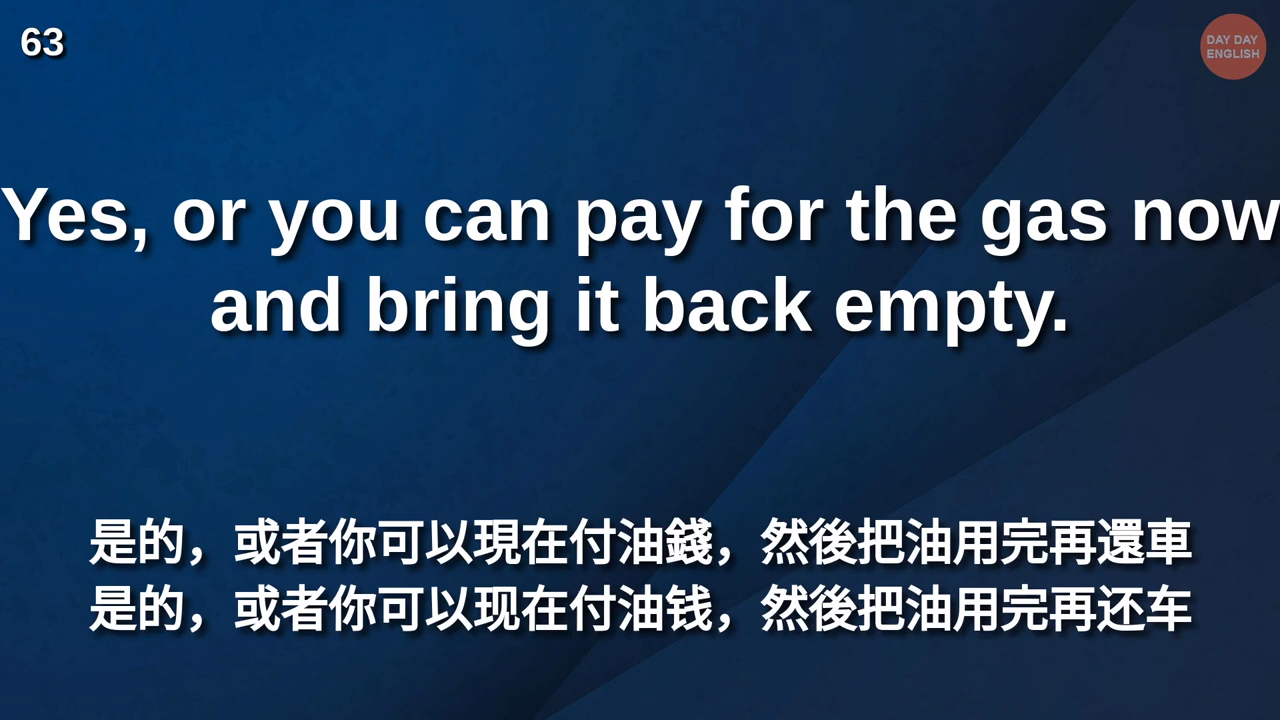 63
DAY DAY
ENGLISH
Yes, or you can pay for the gas now
and bring it back empty.
是的，或者你可以現在付油錢，然後把油用完再還車
是的，或者你可以现在付油钱，然後把油用完再还车